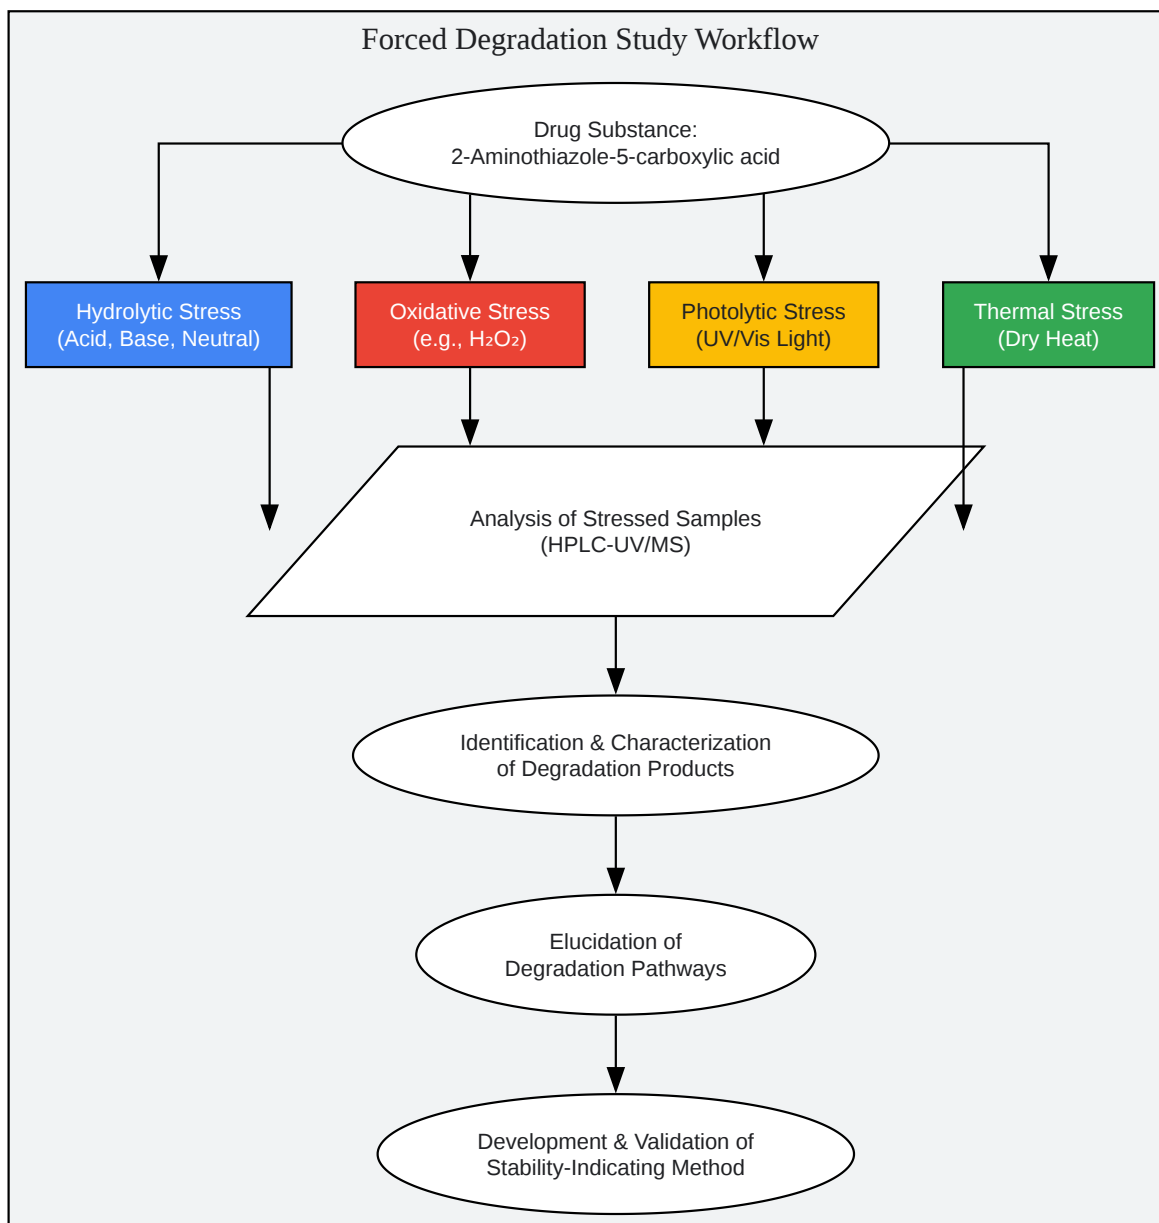 Forced Degradation Study Workflow
Drug Substance:
2-Aminothiazole-5-carboxylic acid
Hydrolytic Stress
(Acid, Base, Neutral)
Oxidative Stress
(e.g., H₂O₂)
Photolytic Stress
(UV/Vis Light)
Thermal Stress
(Dry Heat)
Analysis of Stressed Samples
(HPLC-UV/MS)
Identification & Characterization
of Degradation Products
Elucidation of
Degradation Pathways
Development & Validation of
Stability-Indicating Method